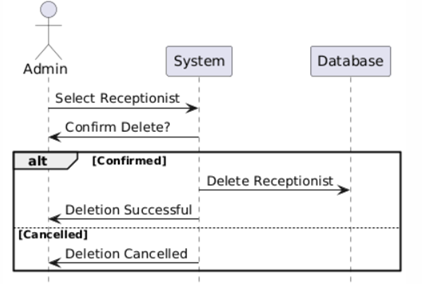 Admin
System
Database
Select Receptionist
Confirm Delete?
alt
[Confirmed]
Delete Receptionist
Deletion Successful
[Cancelled]
Deletion Cancelled